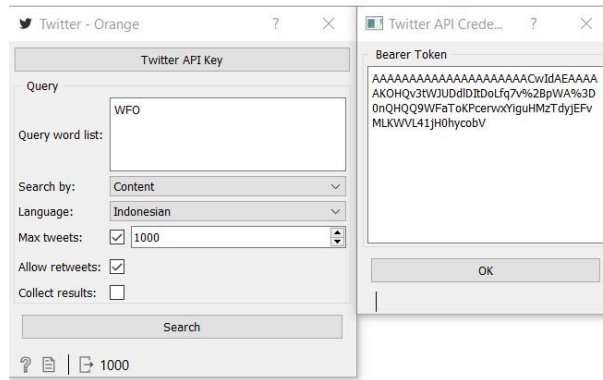 Twitter - Orange
Twitter API Key
Query
Query word list:
WFO
Search by:
Content
Language:
Indonesian
Max tweets:
1000
Allow retweets:
Collect results:
Search
1000
Twitter API Crede...
Bearer Token
AAAAAAAAAAAAAAAAAAAAACwIdAEAAAA
AKOHQv3tWJUDdlDItDoLfq7v%2BpWA%3D
0nQHQQ9WFaToKPcerwxYiguHMzTdyjEFv
MLKWVL41jH0hycobV
OK